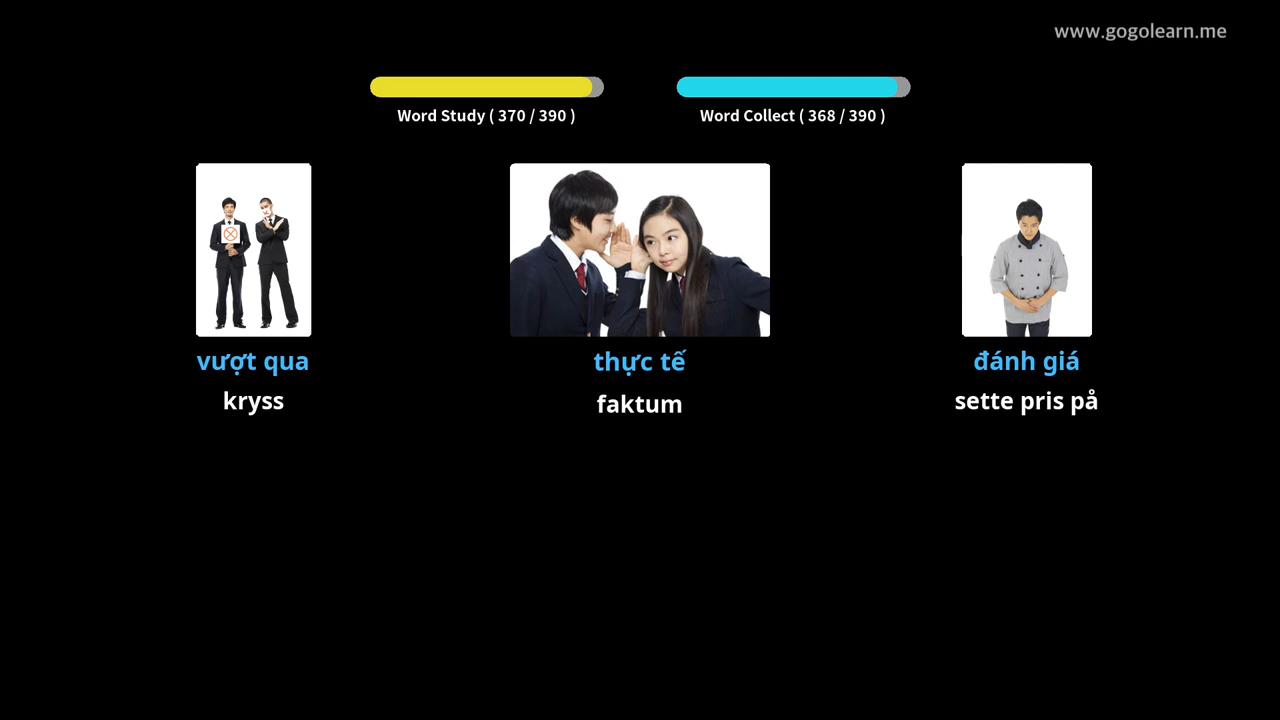 www.gogolearn.me
Word Study ( 370 / 390 )
Word Collect ( 368 / 390 )
vượt qua
thực tế
đánh giá
kryss
faktum
sette pris på